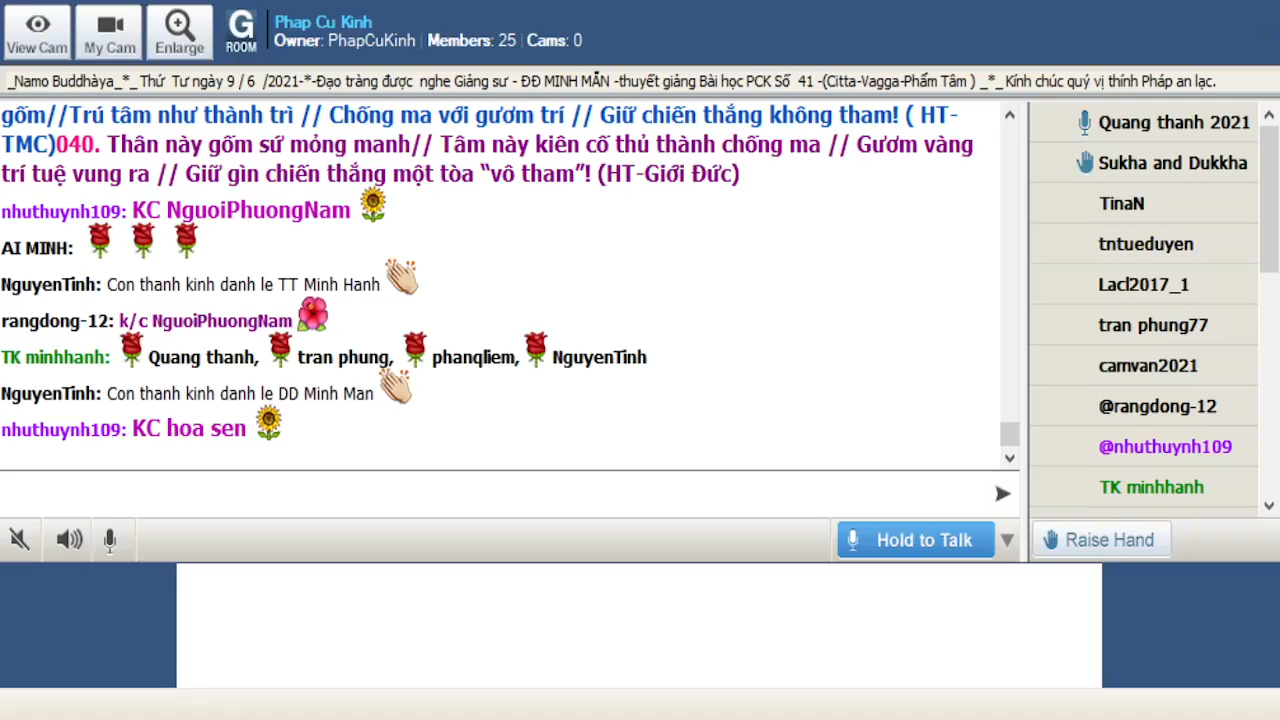 View Cam
My Cam
Enlarge
G
ROOM
Phap Cu Kinh
Owner: PhapCuKinh | Members: 25 | Cams: 0
_Namo Buddhàya_*_Thứ Tư ngày 9 / 6 /2021-*-Đạo tràng được nghe Giảng sư - ĐĐ MINH MẪN -thuyết giảng Bài học PCK Số 41 -(Citta-Vagga-Phẩm Tâm ) _*_Kính chúc quý vị thính Pháp an lạc.
gốm//Trú tâm như thành trì // Chống ma với gươm trí // Giữ chiến thắng không tham! ( HT-
TMC)040. Thân này gốm sứ mỏng manh// Tâm này kiên cố thủ thành chống ma // Gươm vàng
trí tuệ vung ra // Giữ gìn chiến thắng một tòa “vô tham”! (HT-Giới Đức)
nhuthuynh109: KC NguoiPhuongNam
AI MINH:
NguyenTinh: Con thanh kinh danh le TT Minh Hanh
rangdong-12: k/c NguoiPhuongNam
TK minhhanh: Quang thanh, tran phung, phanqliem, NguyenTinh
NguyenTinh: Con thanh kinh danh le DD Minh Man
nhuthuynh109: KC hoa sen
Quang thanh 2021
Sukha and Dukkha
TinaN
tntueduyen
Lacl2017_1
tran phung77
camvan2021
@rangdong-12
@nhuthuynh109
TK minhhanh
Hold to Talk
Raise Hand